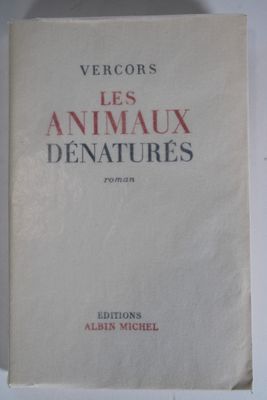 VERCORS
LES
ANIMAUX
DÉNATURÉS
roman
EDITIONS
ALBIN MICHEL